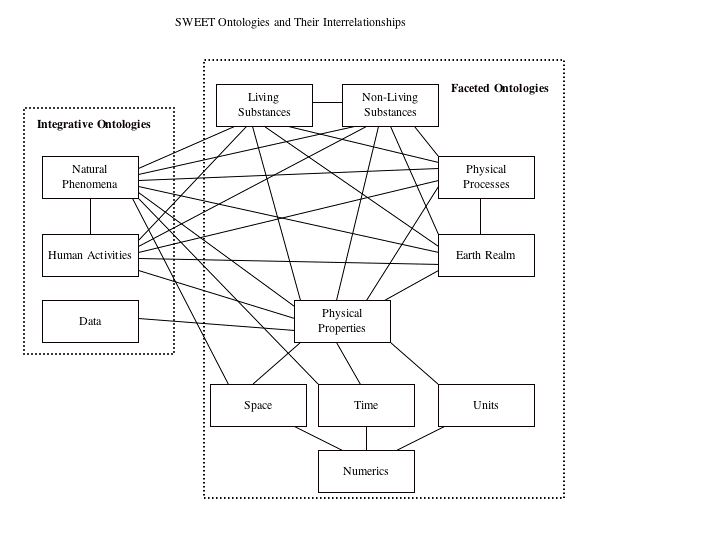 SWEET Ontologies and Their Interrelationships
Faceted Ontologies
Living
Substances
Non-Living
Substances
Integrative Ontologies
Natural
Phenomena
Physical
Processes
Human Activities
Earth Realm
Data
Physical
Properties
Space
Time
Units
Numerics